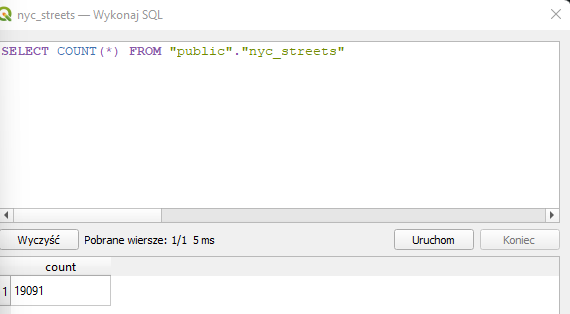 nyc_streets — Wykonaj SQL
SELECT COUNT(*) FROM "public"."nyc_streets"
Wyczyść Pobrane wiersze: 1/1 5 ms Uruchom Koniec
count
1 19091